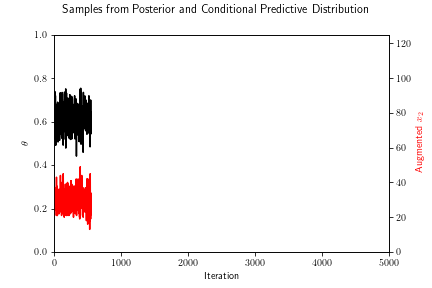 Samples from Posterior and Conditional Predictive Distribution
1.0
0.8
0.6
0.4
0.2
0.0
θ
0 1000 2000 3000 4000 5000
Iteration
120
100
80
60
40
20
0
Augmented x₂